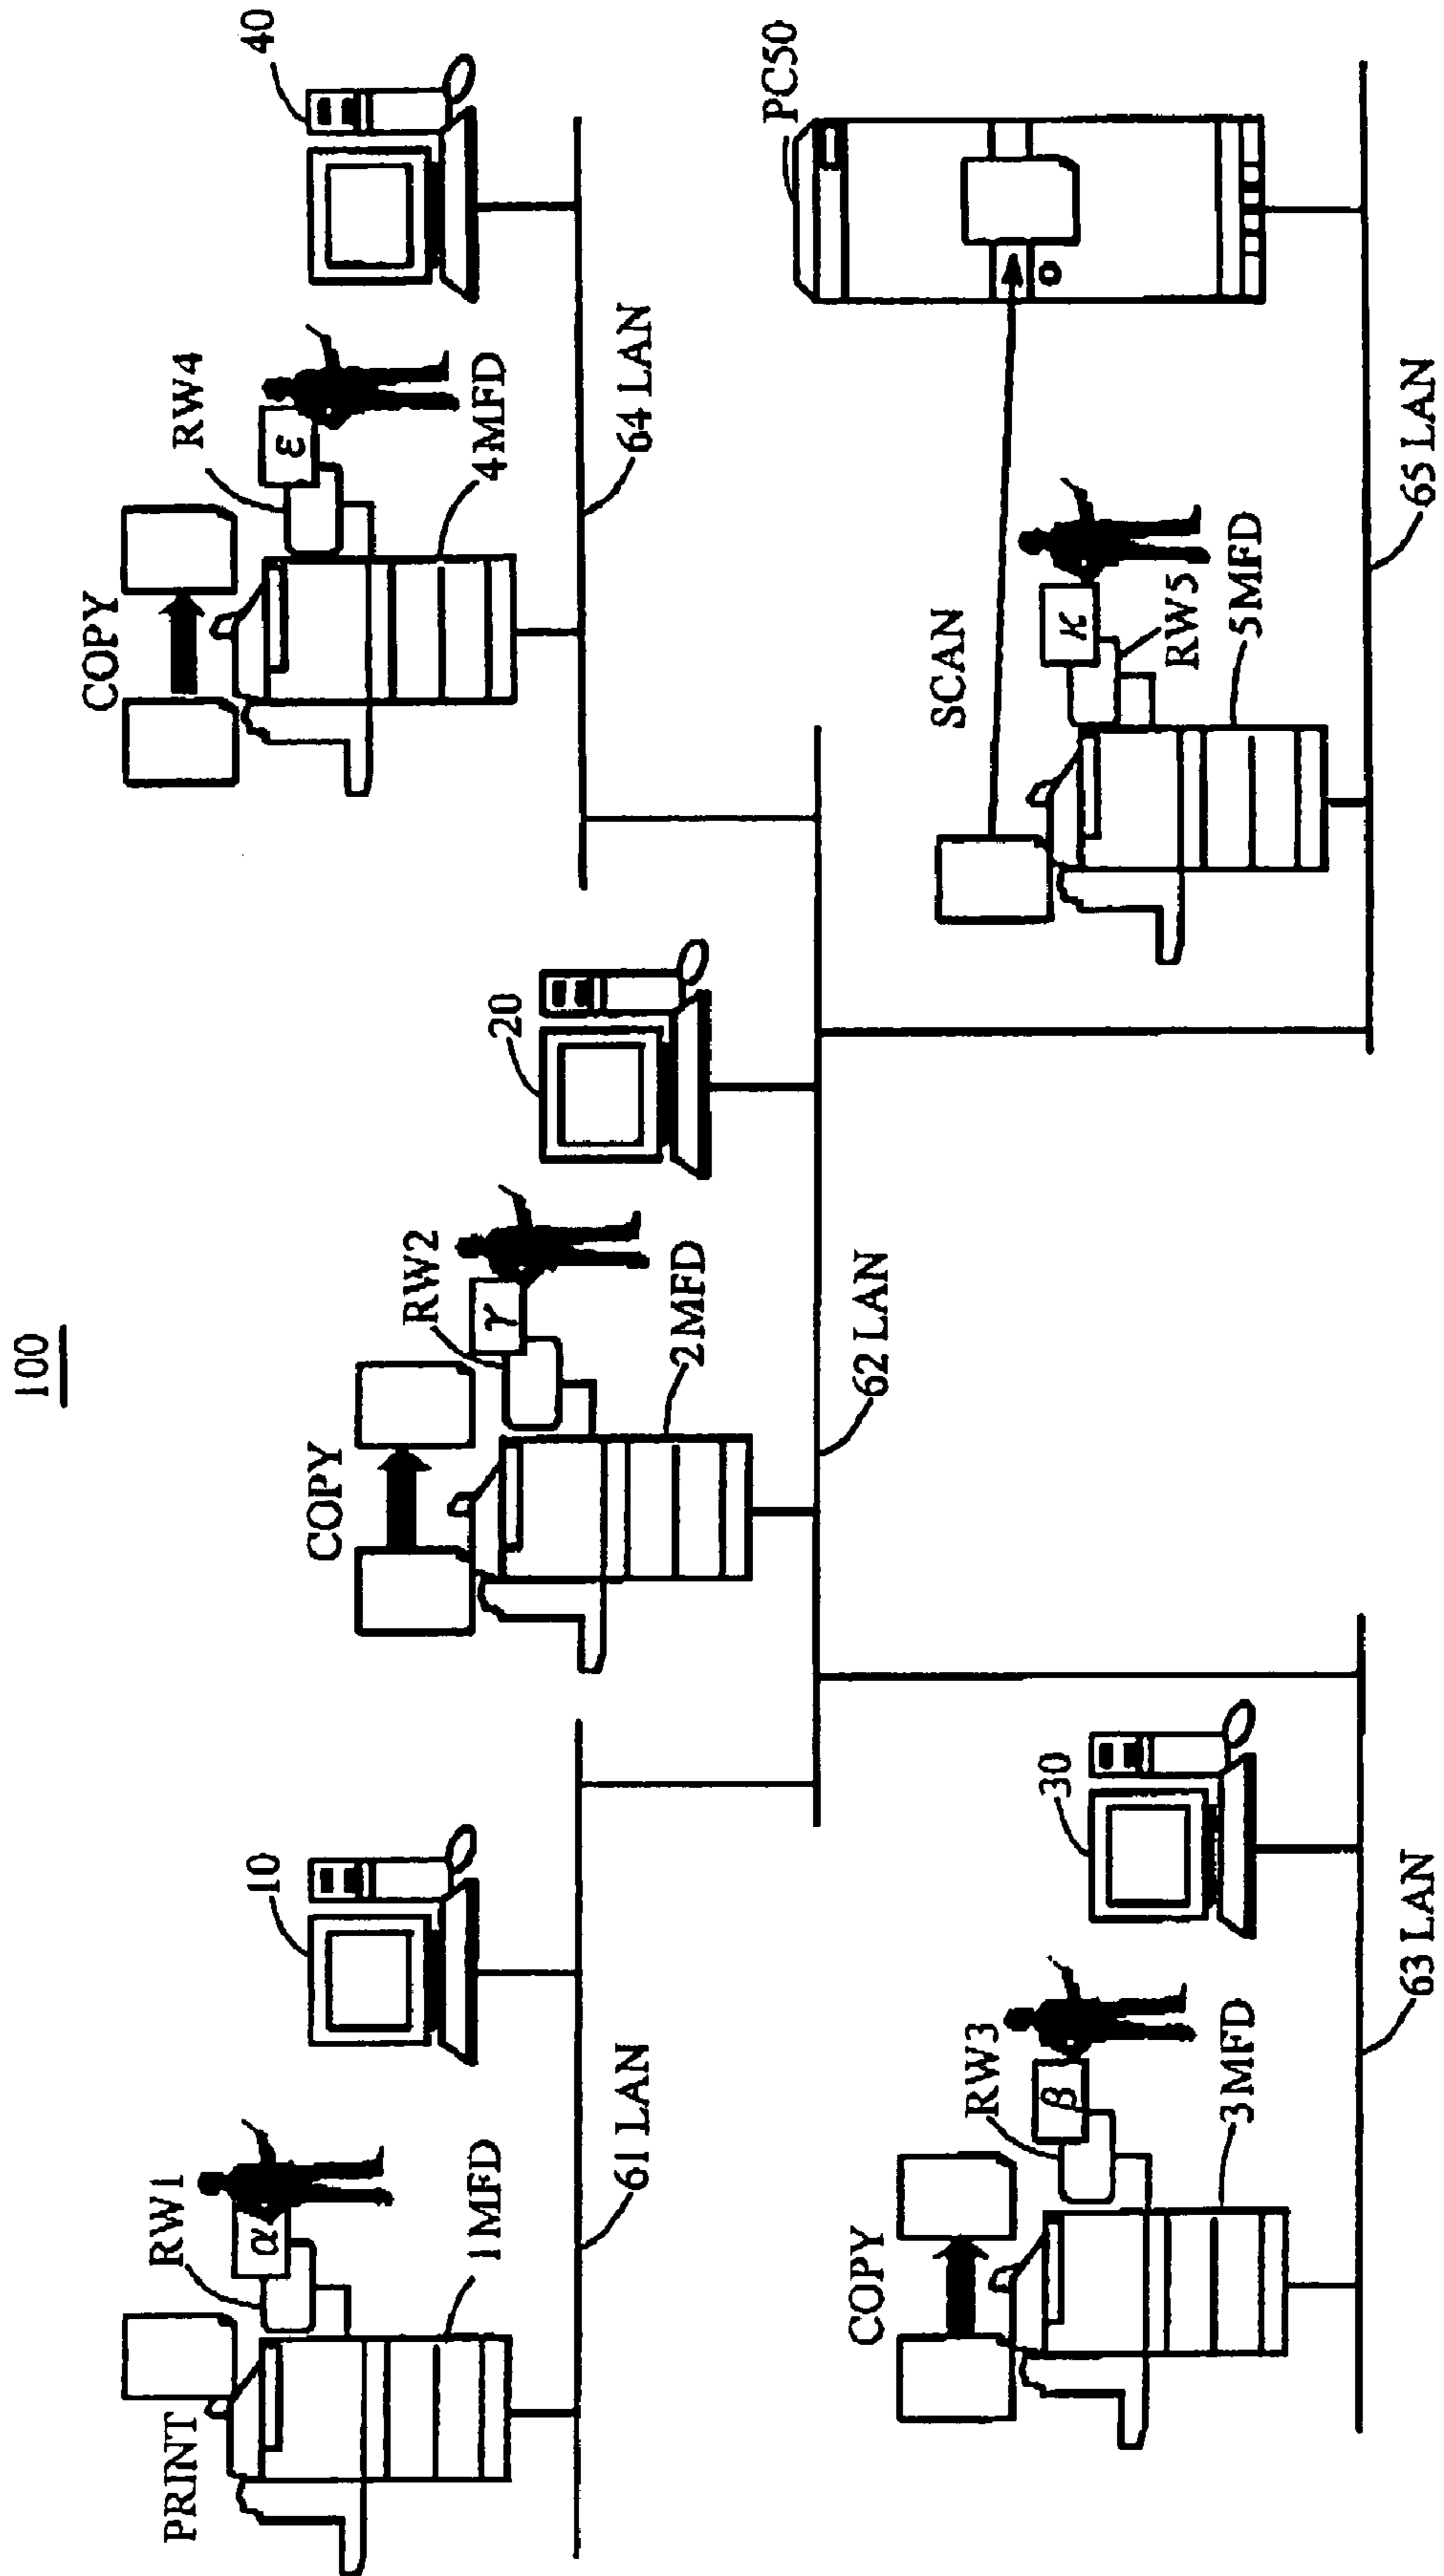 100
PRINT
RW1
α
1MFD
10
61 LAN
COPY
RW2
γ
2MFD
20
62 LAN
COPY
RW4
ε
4MFD
40
64 LAN
COPY
RW3
β
3MFD
30
63 LAN
SCAN
κ
RW5
5MFD
PC50
65 LAN